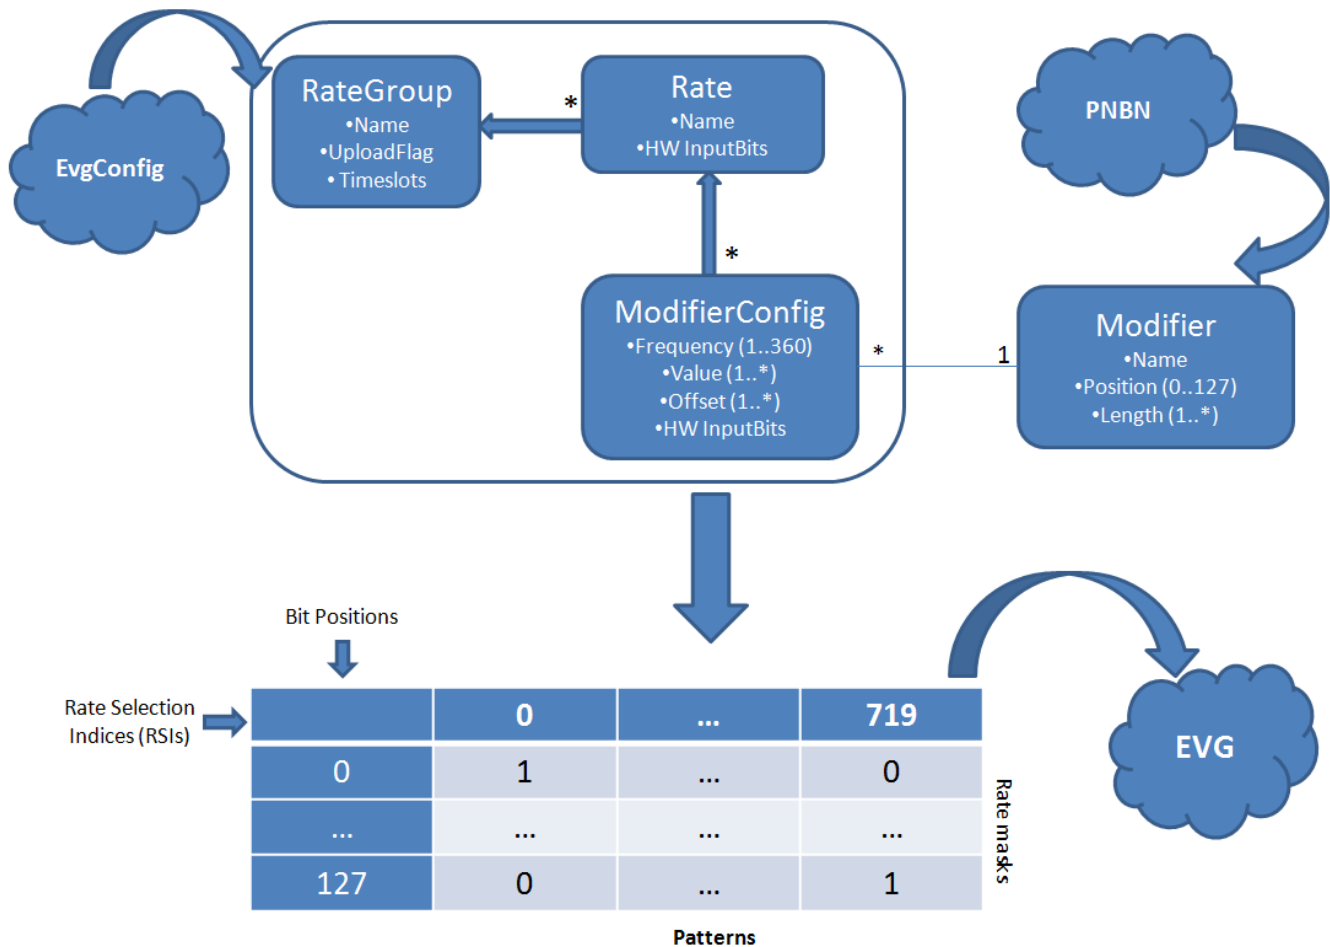 EvgConfig
RateGroup
•Name
•UploadFlag
•Timeslots
*
Rate
•Name
•HW InputBits
*
ModifierConfig
•Frequency (1..360)
•Value (1..*)
•Offset (1..*)
•HW InputBits
*
1
PNBN
Modifier
•Name
•Position (0..127)
•Length (1..*)
Bit Positions
Rate Selection
Indices (RSIs)
0 ... 719
0 1 ... 0
... ... ... ...
127 0 ... 1
Rate masks
Patterns
EVG